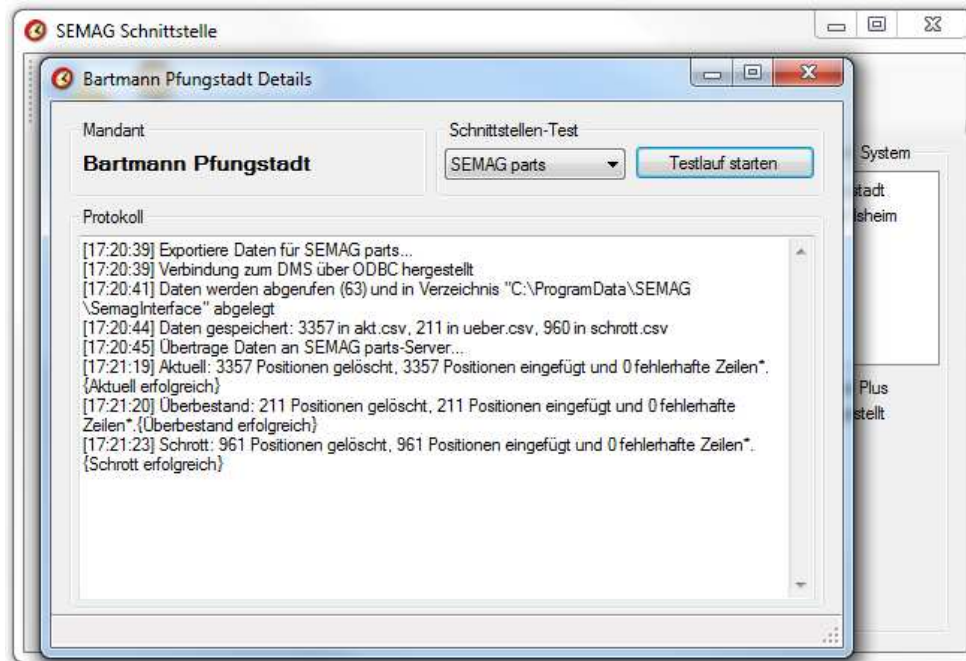 SEMAG Schnittstelle
Bartmann Pfungstadt Details
Mandant
Bartmann Pfungstadt
Schnittstellen-Test
SEMAG parts
Testlauf starten
System
stadt
lsheim
Plus
stellt
Protokoll
[17:20:39] Exportiere Daten für SEMAG parts...
[17:20:39] Verbindung zum DMS über ODBC hergestellt
[17:20:41] Daten werden abgerufen (63) und in Verzeichnis "C:\ProgramData\SEMAG
\SemagInterface" abgelegt
[17:20:44] Daten gespeichert: 3357 in akt.csv, 211 in ueber.csv, 960 in schrott.csv
[17:20:45] Übertrage Daten an SEMAG parts-Server...
[17:21:19] Aktuell: 3357 Positionen gelöscht, 3357 Positionen eingefügt und 0 fehlerhafte Zeilen*.
{Aktuell erfolgreich}
[17:21:20] Überbestand: 211 Positionen gelöscht, 211 Positionen eingefügt und 0 fehlerhafte
Zeilen*.{Überbestand erfolgreich}
[17:21:23] Schrott: 961 Positionen gelöscht, 961 Positionen eingefügt und 0 fehlerhafte Zeilen*.
{Schrott erfolgreich}